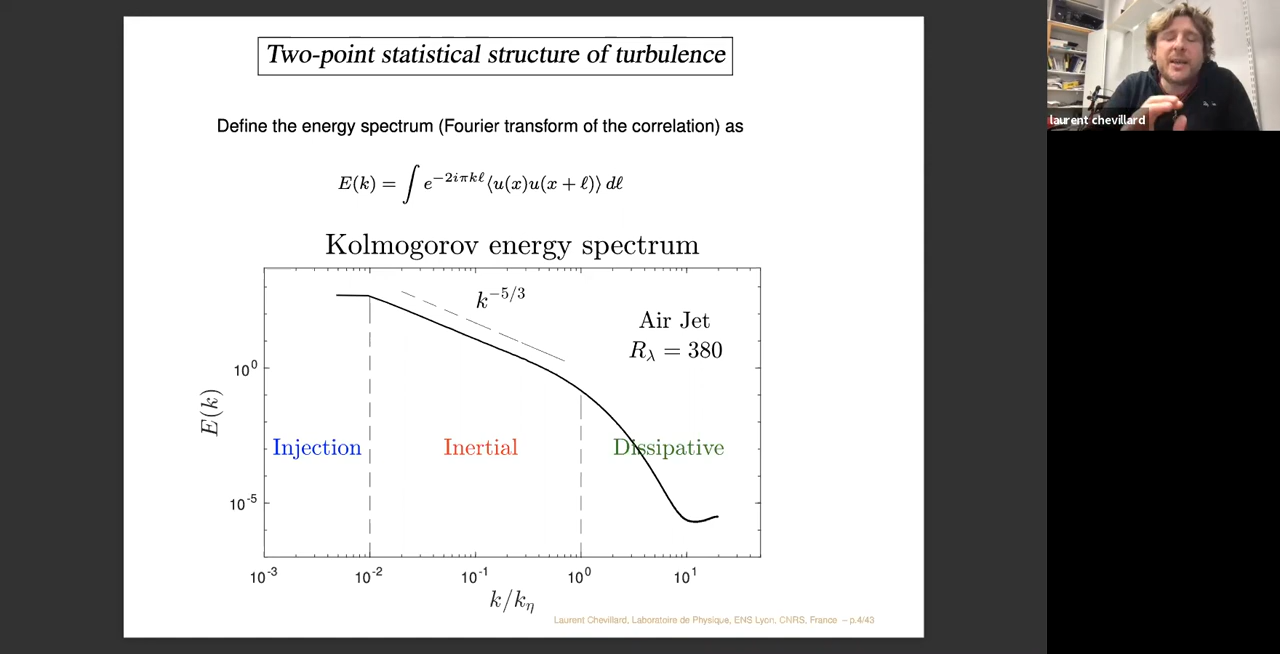 Two-point statistical structure of turbulence
laurent chevillard
Define the energy spectrum (Fourier transform of the correlation) as
E(k) = ∫ e^{−2iπkℓ} ⟨u(x)u(x + ℓ)⟩ dℓ
Kolmogorov energy spectrum
k^{−5/3}
Air Jet
R_λ = 380
10^0
E(k)
Injection
Inertial
Dissipative
10^{-5}
10^{-3} 10^{-2} 10^{-1} 10^0 10^1
k/k_η
Laurent Chevillard, Laboratoire de Physique, ENS Lyon, CNRS, France – p.4/43